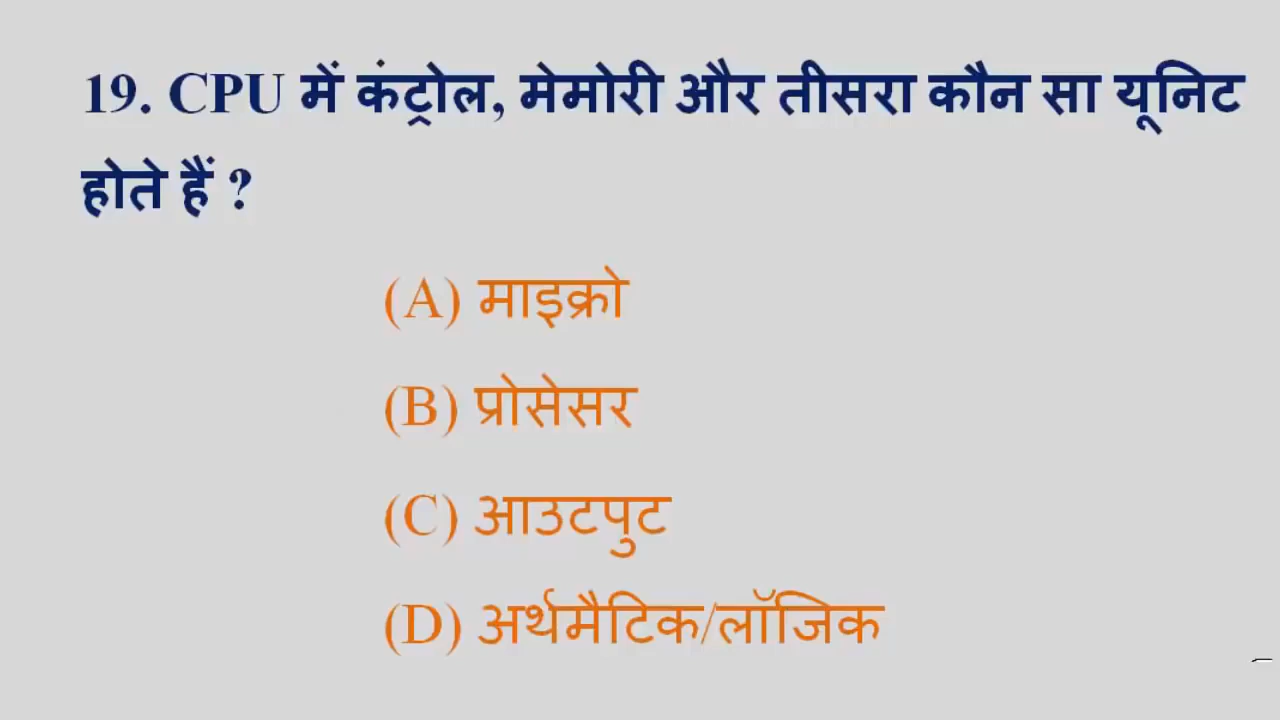 19. CPU में कंट्रोल, मेमोरी और तीसरा कौन सा यूनिट
होते हैं ?
(A) माइक्रो
(B) प्रोसेसर
(C) आउटपुट
(D) अर्थमैटिक/लॉजिक